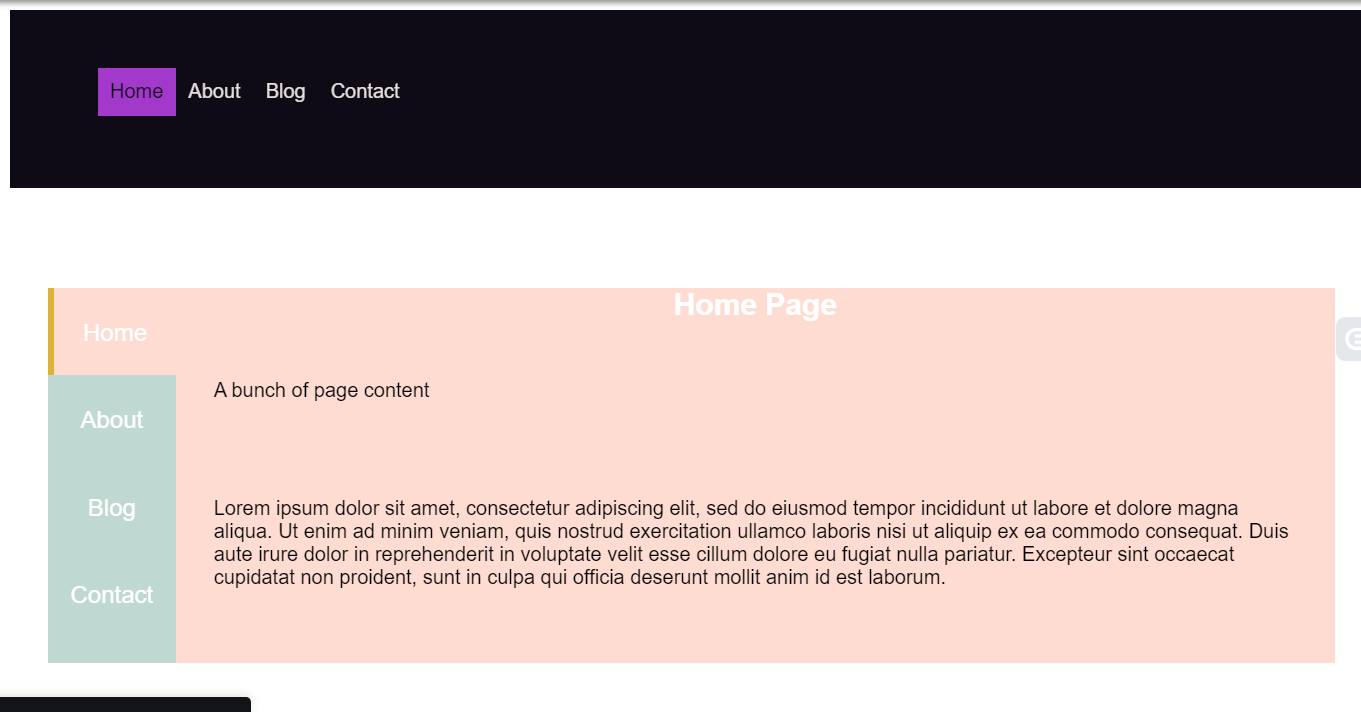 Home About Blog Contact
Home Page
Home
A bunch of page content
About
Blog
Contact
Lorem ipsum dolor sit amet, consectetur adipiscing elit, sed do eiusmod tempor incididunt ut labore et dolore magna
aliqua. Ut enim ad minim veniam, quis nostrud exercitation ullamco laboris nisi ut aliquip ex ea commodo consequat. Duis
aute irure dolor in reprehenderit in voluptate velit esse cillum dolore eu fugiat nulla pariatur. Excepteur sint occaecat
cupidatat non proident, sunt in culpa qui officia deserunt mollit anim id est laborum.